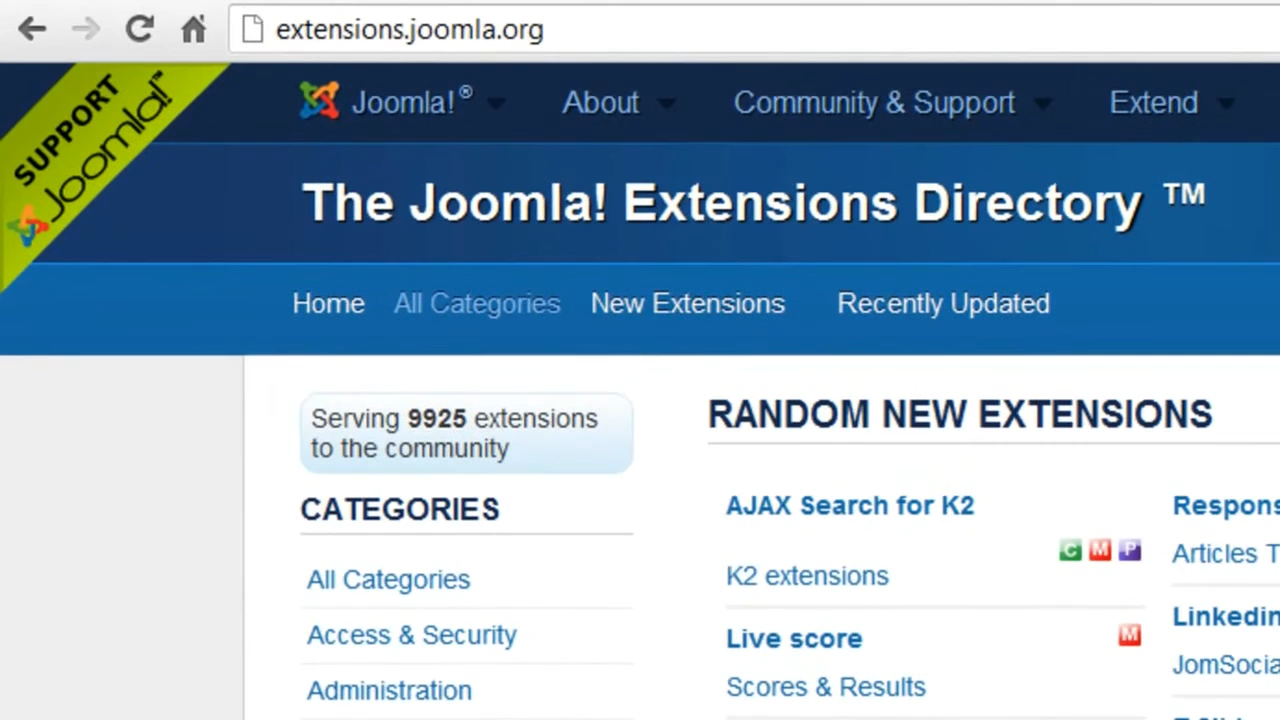 extensions.joomla.org
SUPPORT
Joomla!™
Joomla!®
About
Community & Support
Extend
The Joomla! Extensions Directory ™
Home
All Categories
New Extensions
Recently Updated
Serving 9925 extensions
to the community
CATEGORIES
All Categories
Access & Security
Administration
RANDOM NEW EXTENSIONS
AJAX Search for K2
C M P
K2 extensions
Live score
M
Scores & Results
Respons
Articles T
Linkedin
JomSocia